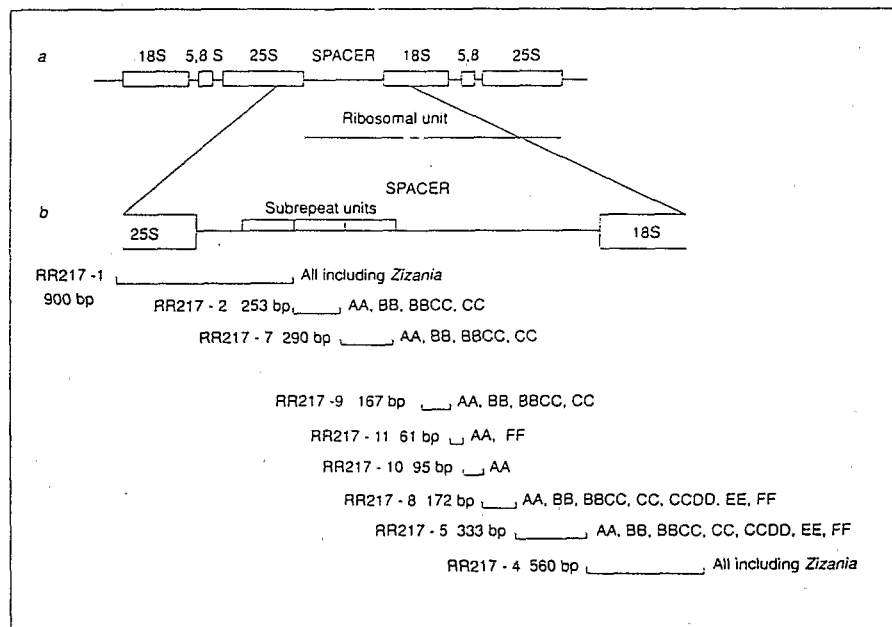 a 18S 5,8 S 25S SPACER 18S 5,8 25S
Ribosomal unit
SPACER
b Subrepeat units
25S 18S
RR217 -1 All including Zizania
900 bp
RR217 - 2 253 bp AA, BB, BBCC, CC
RR217 - 7 290 bp AA, BB, BBCC, CC
RR217 -9 167 bp AA, BB, BBCC, CC
RR217 - 11 61 bp AA, FF
RR217 - 10 95 bp AA
RR217 - 8 172 bp AA, BB, BBCC, CC, CCDD, EE, FF
RR217 - 5 333 bp AA, BB, BBCC, CC, CCDD, EE, FF
RR217 - 4 560 bp All including Zizania